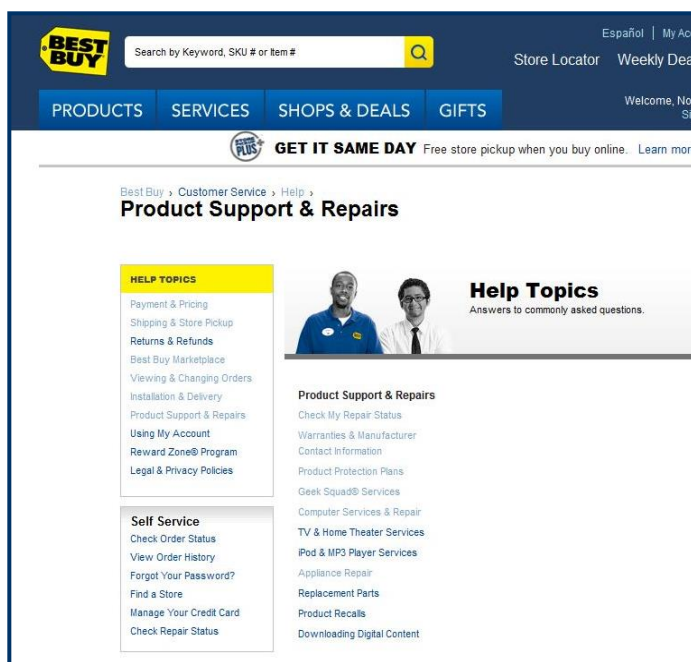 BEST
BUY
Search by Keyword, SKU # or Item #
Español | My Acc
Store Locator Weekly Dea
PRODUCTS SERVICES SHOPS & DEALS GIFTS
Welcome, No
Si
STORE PLUS+ GET IT SAME DAY Free store pickup when you buy online. Learn mor
Best Buy › Customer Service › Help ›
Product Support & Repairs
HELP TOPICS
Payment & Pricing
Shipping & Store Pickup
Returns & Refunds
Best Buy Marketplace
Viewing & Changing Orders
Installation & Delivery
Product Support & Repairs
Using My Account
Reward Zone® Program
Legal & Privacy Policies
Self Service
Check Order Status
View Order History
Forgot Your Password?
Find a Store
Manage Your Credit Card
Check Repair Status
Help Topics
Answers to commonly asked questions.
Product Support & Repairs
Check My Repair Status
Warranties & Manufacturer
Contact Information
Product Protection Plans
Geek Squad® Services
Computer Services & Repair
TV & Home Theater Services
iPod & MP3 Player Services
Appliance Repair
Replacement Parts
Product Recalls
Downloading Digital Content